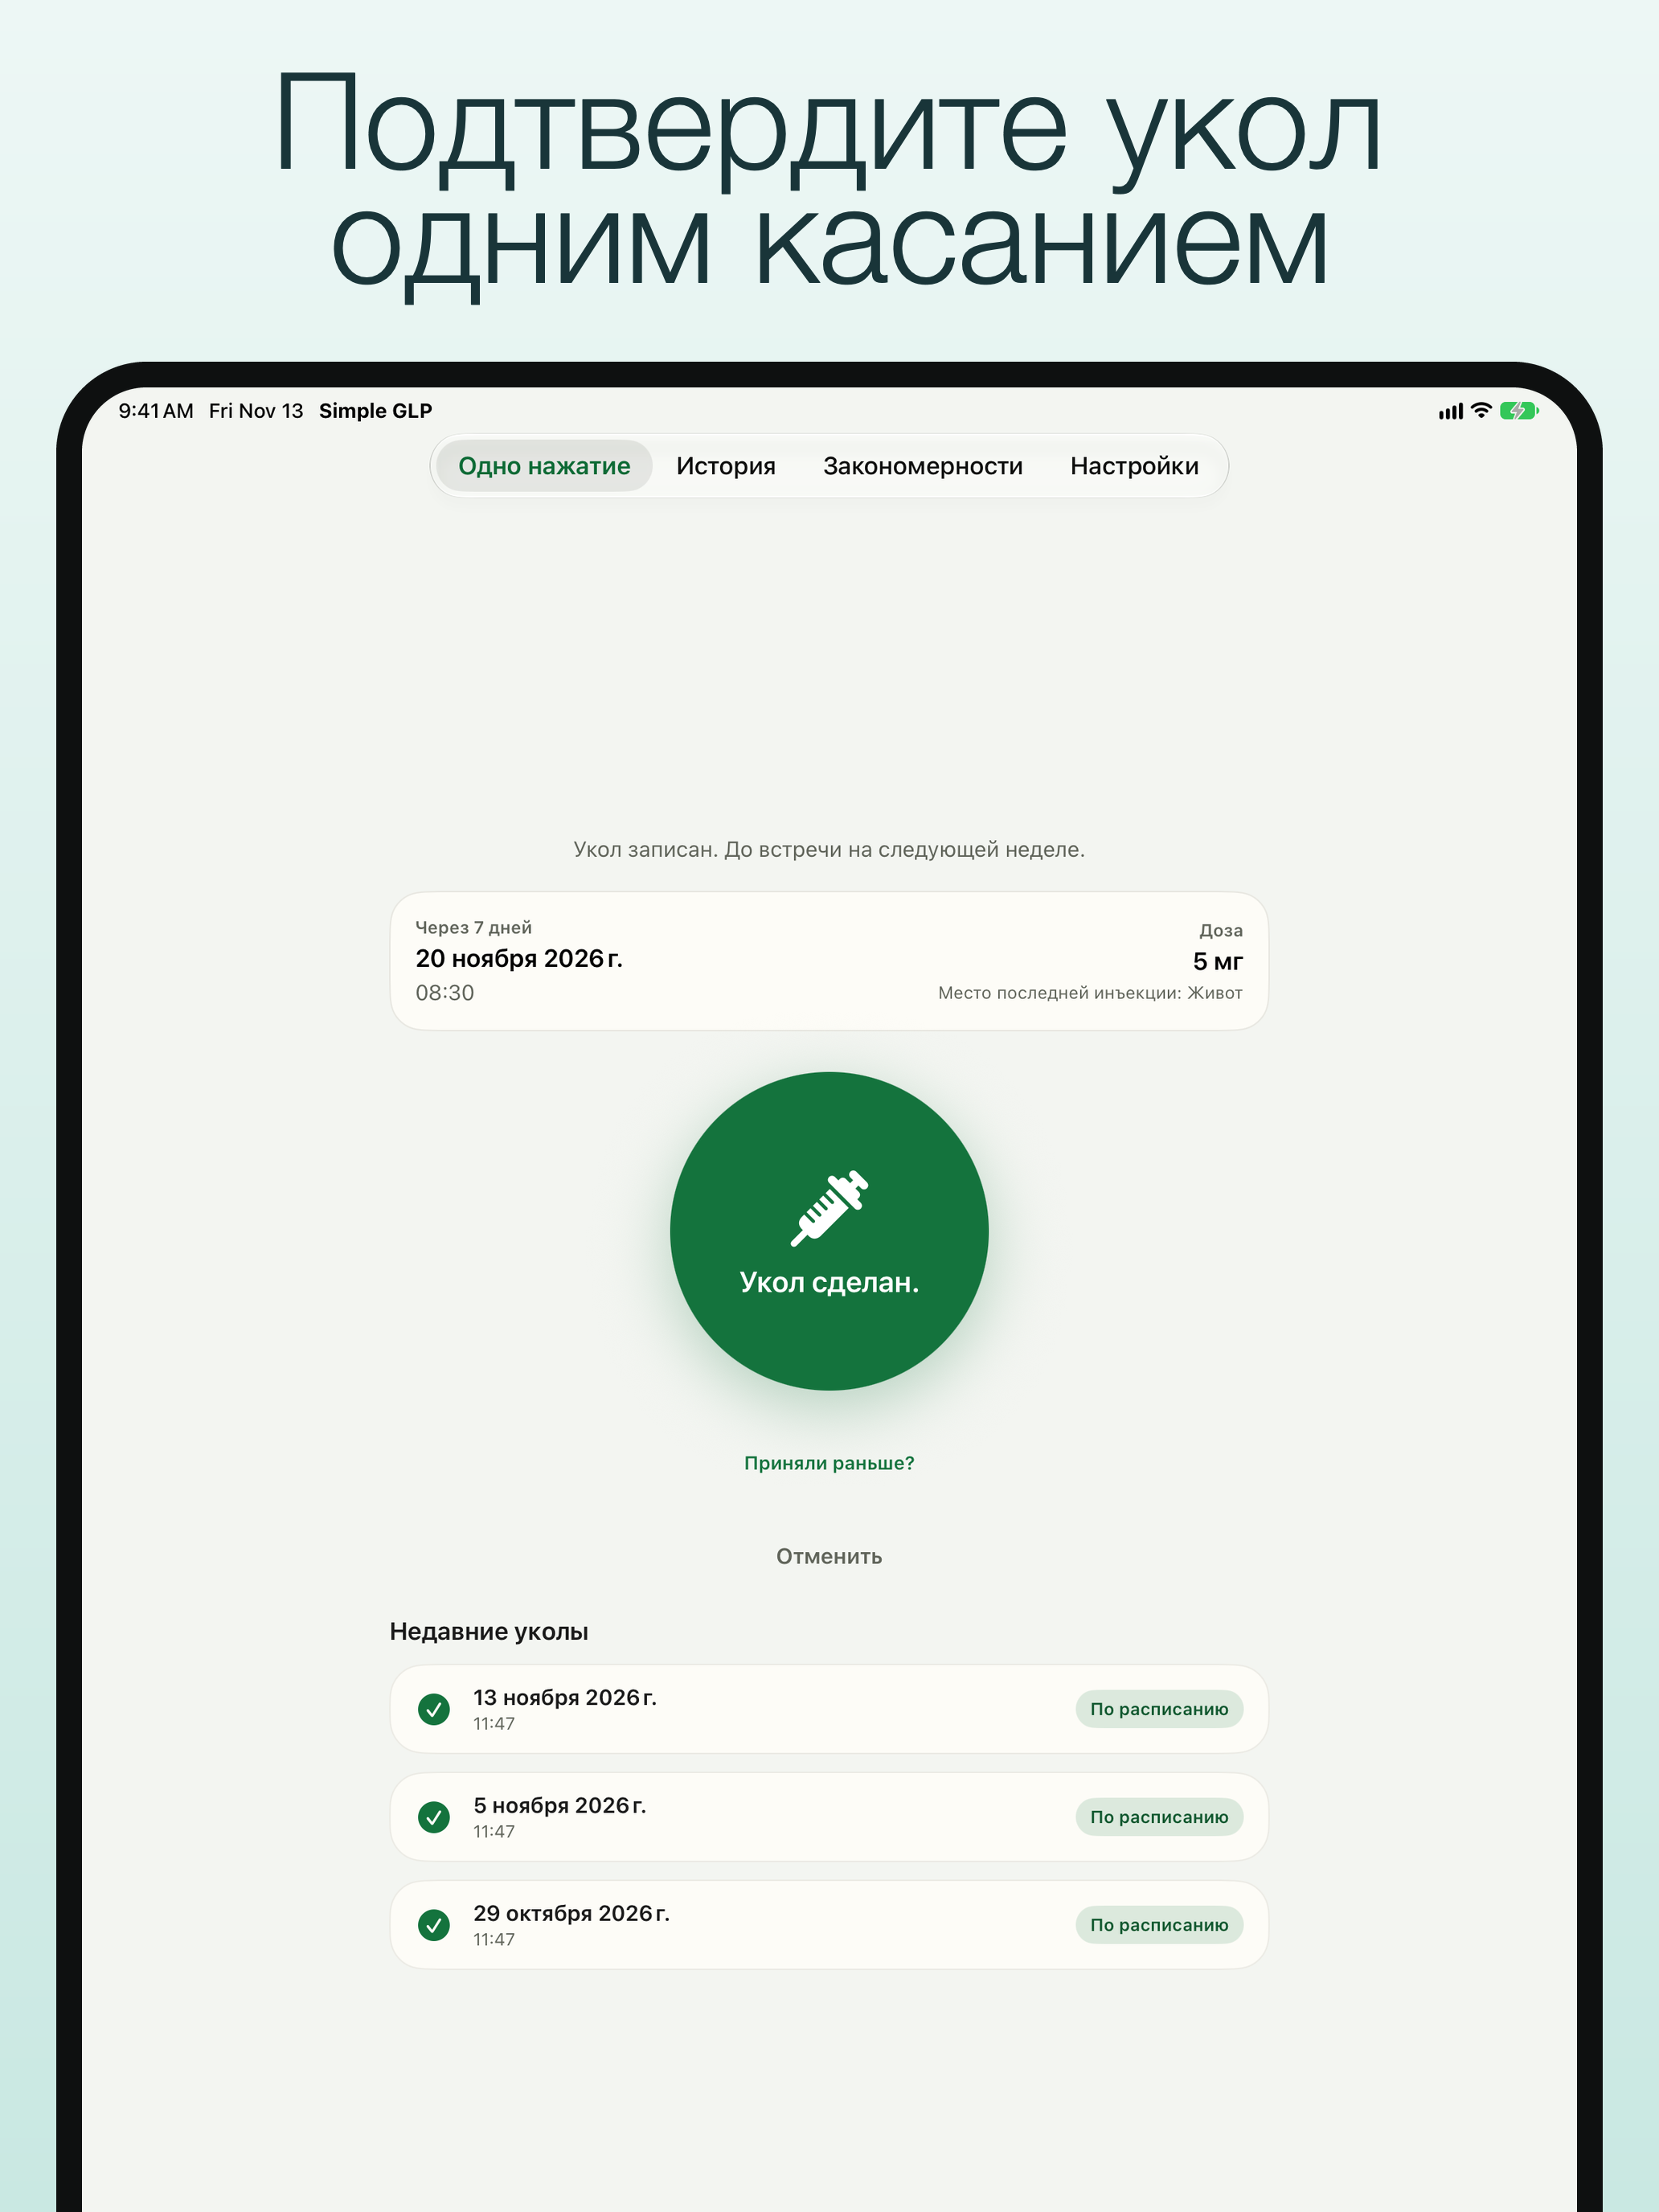 Подтвердите укол
одним касанием
9:41 AM Fri Nov 13 Simple GLP
Одно нажатие История Закономерности Настройки
Укол записан. До встречи на следующей неделе.
Через 7 дней
20 ноября 2026 г.
08:30
Доза
5 мг
Место последней инъекции: Живот
Укол сделан.
Приняли раньше?
Отменить
Недавние уколы
13 ноября 2026 г.
11:47
По расписанию
5 ноября 2026 г.
11:47
По расписанию
29 октября 2026 г.
11:47
По расписанию